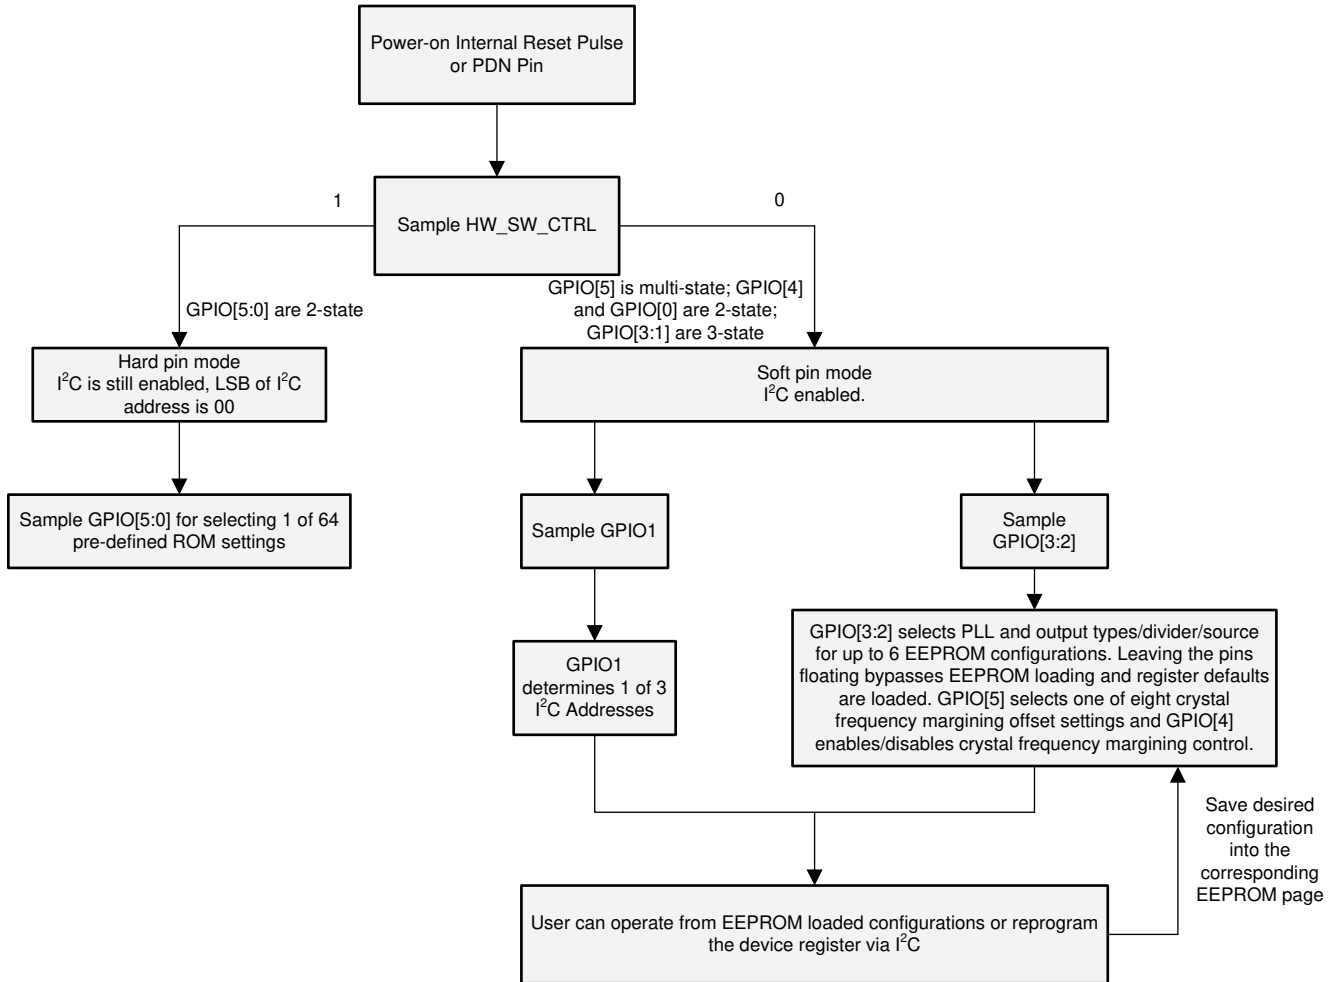 Power-on Internal Reset Pulse
or PDN Pin
1
0
Sample HW_SW_CTRL
GPIO[5:0] are 2-state
GPIO[5] is multi-state; GPIO[4]
and GPIO[0] are 2-state;
GPIO[3:1] are 3-state
Hard pin mode
I²C is still enabled, LSB of I²C
address is 00
Soft pin mode
I²C enabled.
Sample GPIO[5:0] for selecting 1 of 64
pre-defined ROM settings
Sample GPIO1
Sample
GPIO[3:2]
GPIO1
determines 1 of 3
I²C Addresses
GPIO[3:2] selects PLL and output types/divider/source
for up to 6 EEPROM configurations. Leaving the pins
floating bypasses EEPROM loading and register defaults
are loaded. GPIO[5] selects one of eight crystal
frequency margining offset settings and GPIO[4]
enables/disables crystal frequency margining control.
Save desired
configuration
into the
corresponding
EEPROM page
User can operate from EEPROM loaded configurations or reprogram
the device register via I²C